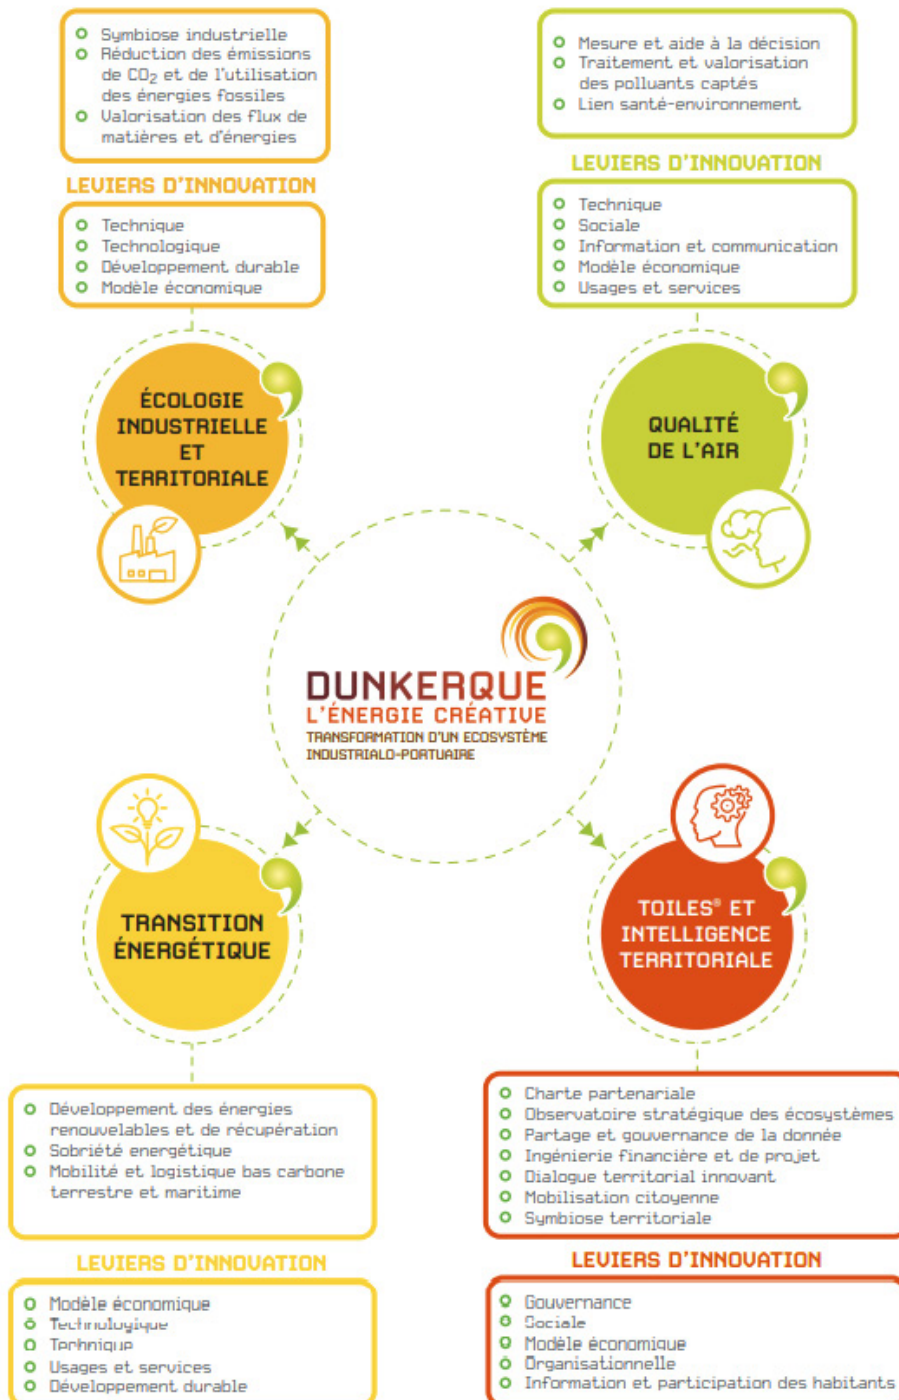 Symbiose industrielle
Réduction des émissions
de CO₂ et de l'utilisation
des énergies fossiles
Valorisation des flux de
matières et d'énergies
LEVIERS D'INNOVATION
Technique
Technologique
Développement durable
Modèle économique
ÉCOLOGIE
INDUSTRIELLE
ET
TERRITORIALE
Mesure et aide à la décision
Traitement et valorisation
des polluants captés
Lien santé-environnement
LEVIERS D'INNOVATION
Technique
Sociale
Information et communication
Modèle économique
Usages et services
QUALITÉ
DE L'AIR
DUNKERQUE
L'ÉNERGIE CRÉATIVE
TRANSFORMATION D'UN ECOSYSTÈME
INDUSTRIALO-PORTUAIRE
TRANSITION
ÉNERGÉTIQUE
Développement des énergies
renouvelables et de récupération
Sobriété energétique
Mobilité et logistique bas carbone
terrestre et maritime
LEVIERS D'INNOVATION
Modèle économique
Technologique
Technique
Usages et services
Développement durable
TOILES® ET
INTELLIGENCE
TERRITORIALE
Charte partenariale
Observatoire stratégique des écosystèmes
Partage et gouvernance de la donnée
Ingénierie financière et de projet
Dialogue territorial innovant
Mobilisation citoyenne
Symbiose territoriale
LEVIERS D'INNOVATION
Gouvernance
Sociale
Modèle économique
Organisationnelle
Information et participation des habitants